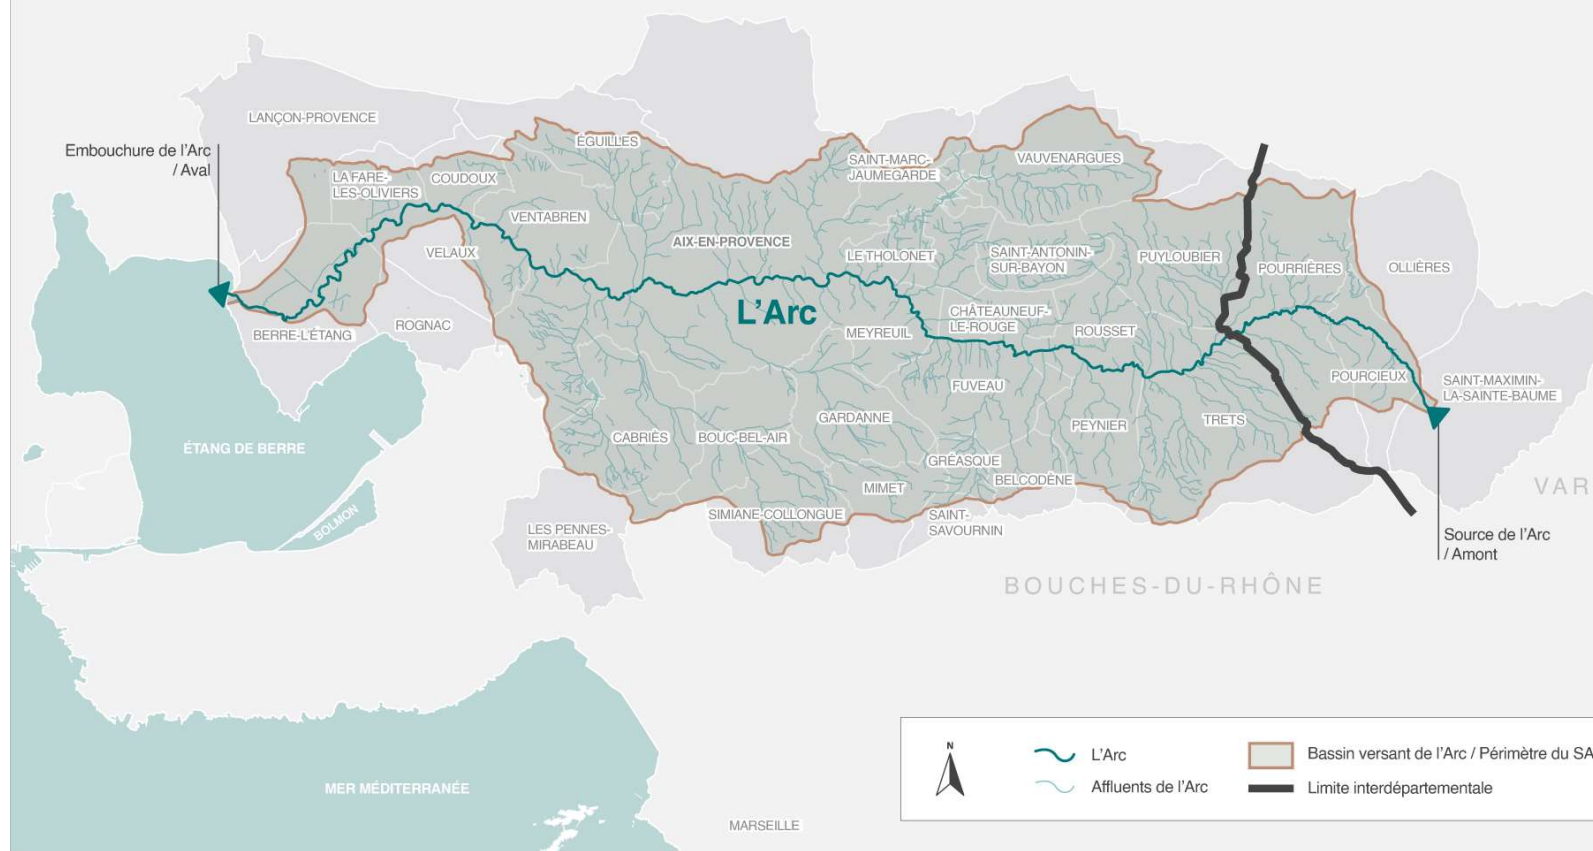 LANÇON-PROVENCE
Embouchure de l'Arc
/ Aval
ÉGUILLES
SAINT-MARC-
JAUMEGARDE
VAUVENARGUES
LA FARE-
LES-OLIVIERS
COUDOUX
VENTABREN
VELAUX
AIX-EN-PROVENCE
LE THOLONET
SAINT-ANTONIN-
SUR-BAYON
PUYLOUBIER
POURRIÈRES
OLLIÈRES
BERRE-L'ÉTANG
ROGNAC
L'Arc
MEYREUIL
CHÂTEAUNEUF-
LE-ROUGE
ROUSSET
FUVEAU
POURCIEUX
SAINT-MAXIMIN-
LA-SAINTE-BAUME
ÉTANG DE BERRE
CABRIÈS
BOUC-BEL-AIR
GARDANNE
PEYNIER
TRETS
GRÉASQUE
MIMET
BELCODÈNE
VAR
BOLMON
LES PENNES-
MIRABEAU
SIMIANE-COLLONGUE
SAINT-
SAVOURNIN
Source de l'Arc
/ Amont
BOUCHES-DU-RHÔNE
MER MÉDITERRANÉE
MARSEILLE
N
L'Arc
Affluents de l'Arc
Bassin versant de l'Arc / Périmètre du SA
Limite interdépartementale